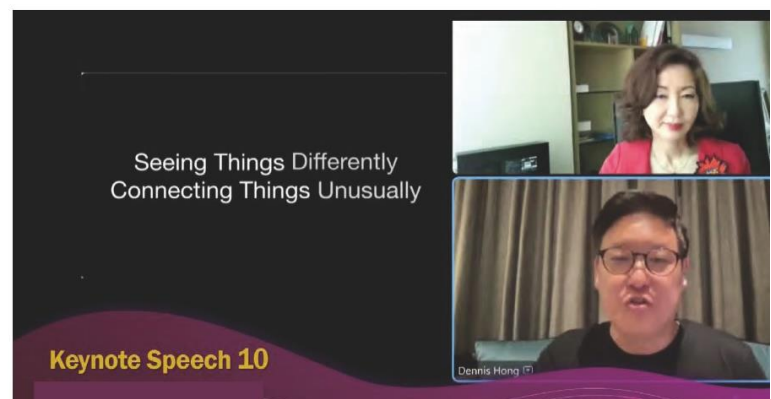 Seeing Things Differently
Connecting Things Unusually
Keynote Speech 10
Dennis Hong